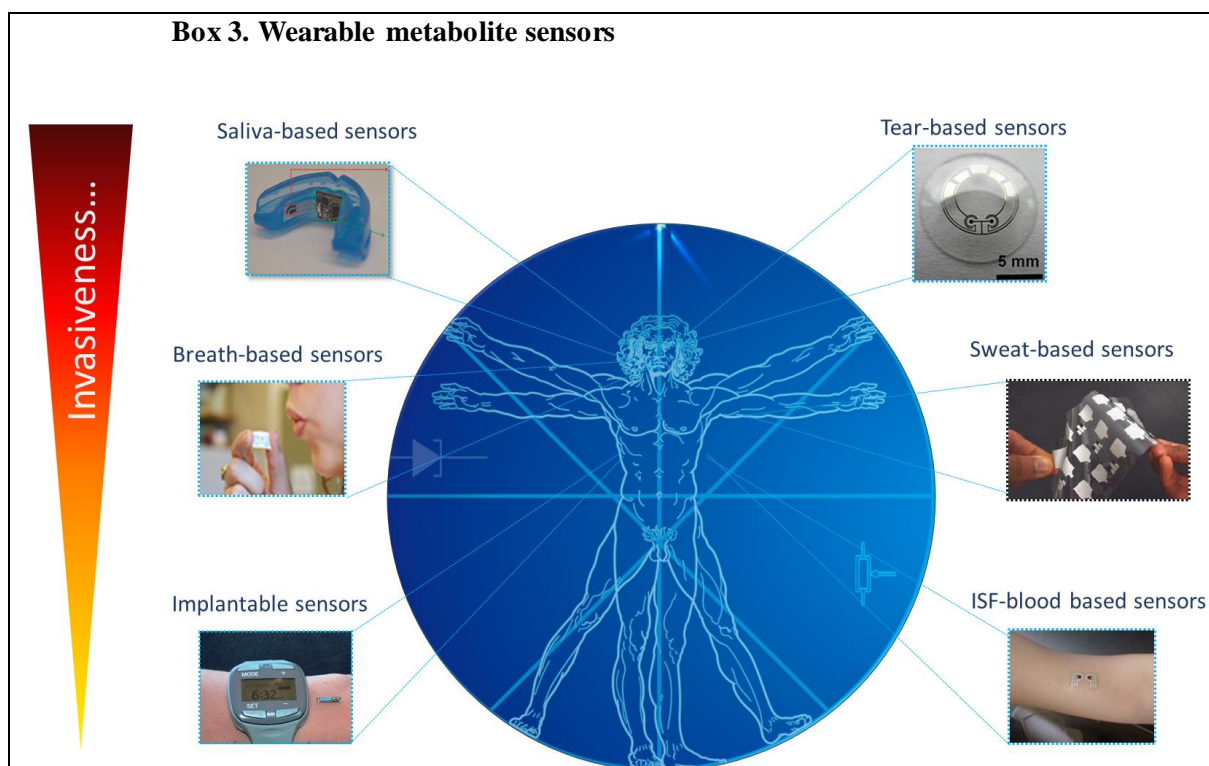 Box 3. Wearable metabolite sensors
Saliva-based sensors
Tear-based sensors
5 mm
Invasiveness...
Breath-based sensors
Sweat-based sensors
Implantable sensors
ISF-blood based sensors
MODE
+
6:32
SET
-